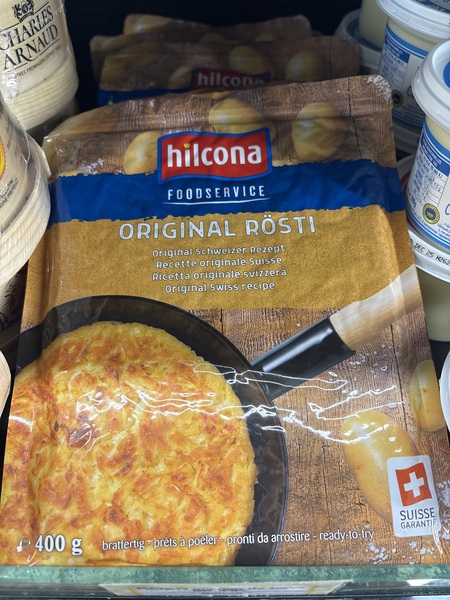 CHARLES
ARNAUD
hilcona
hilcona
FOODSERVICE
ORIGINAL RÖSTI
Original Schweizer Rezept
Recette originale Suisse
Ricetta originale svizzera
Original Swiss recipe
SUISSE
GARANTIE
400 g
bratfertig - prêts à poêler - pronti da arrostire - ready-to-fry